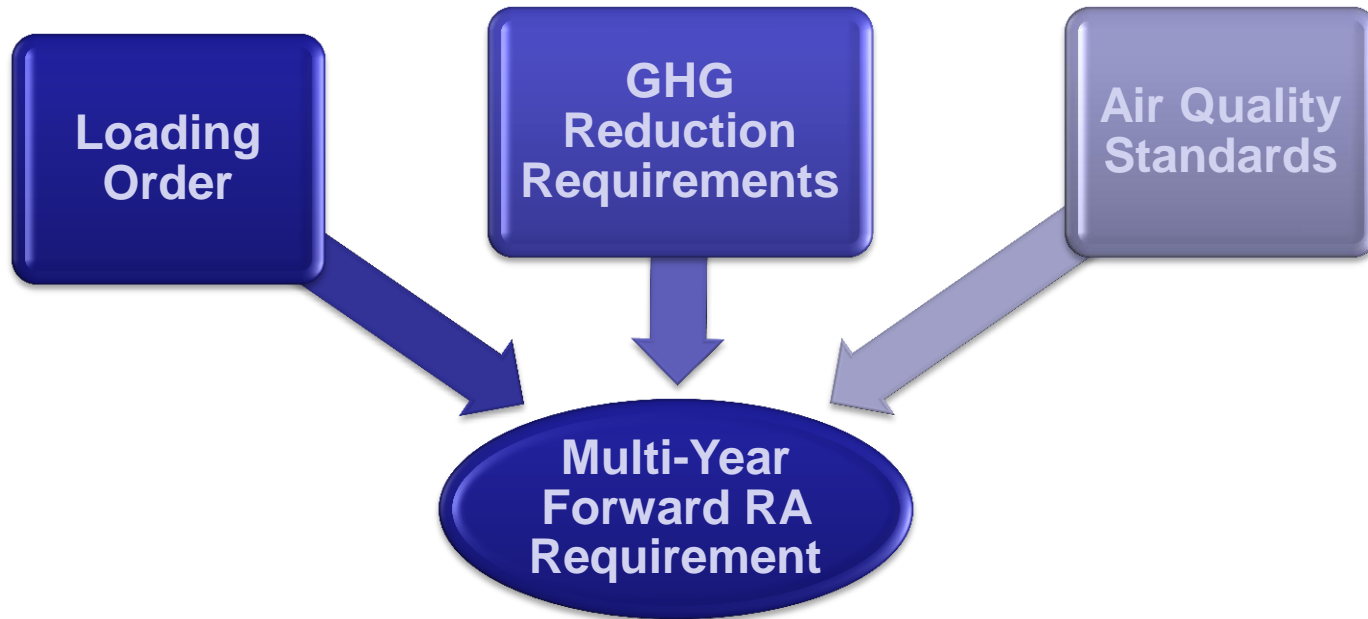 Loading
Order
GHG
Reduction
Requirements
Air Quality
Standards
Multi-Year
Forward RA
Requirement